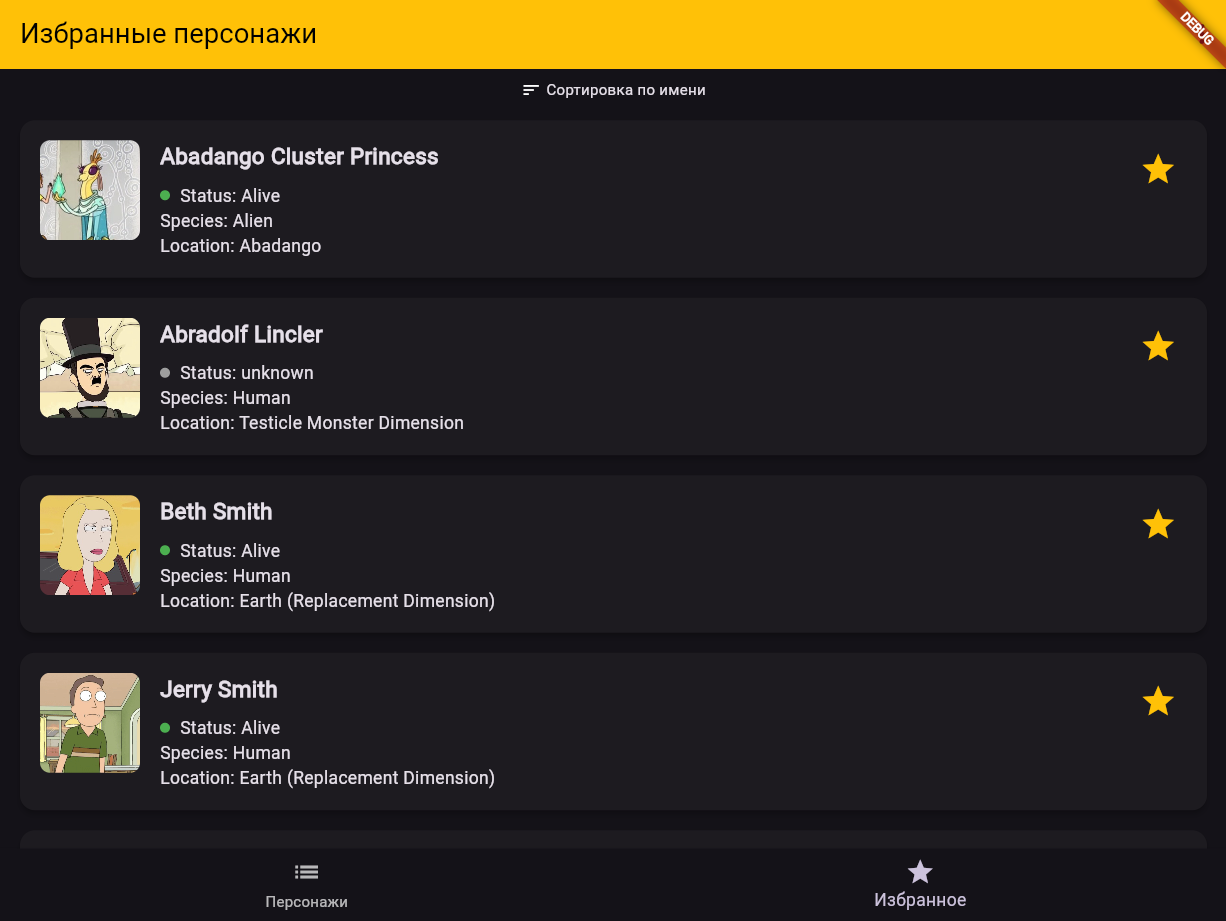 Избранные персонажи
DEBUG
Сортировка по имени
Abadango Cluster Princess
Status: Alive
Species: Alien
Location: Abadango
Abradolf Lincler
Status: unknown
Species: Human
Location: Testicle Monster Dimension
Beth Smith
Status: Alive
Species: Human
Location: Earth (Replacement Dimension)
Jerry Smith
Status: Alive
Species: Human
Location: Earth (Replacement Dimension)
Персонажи
Избранное